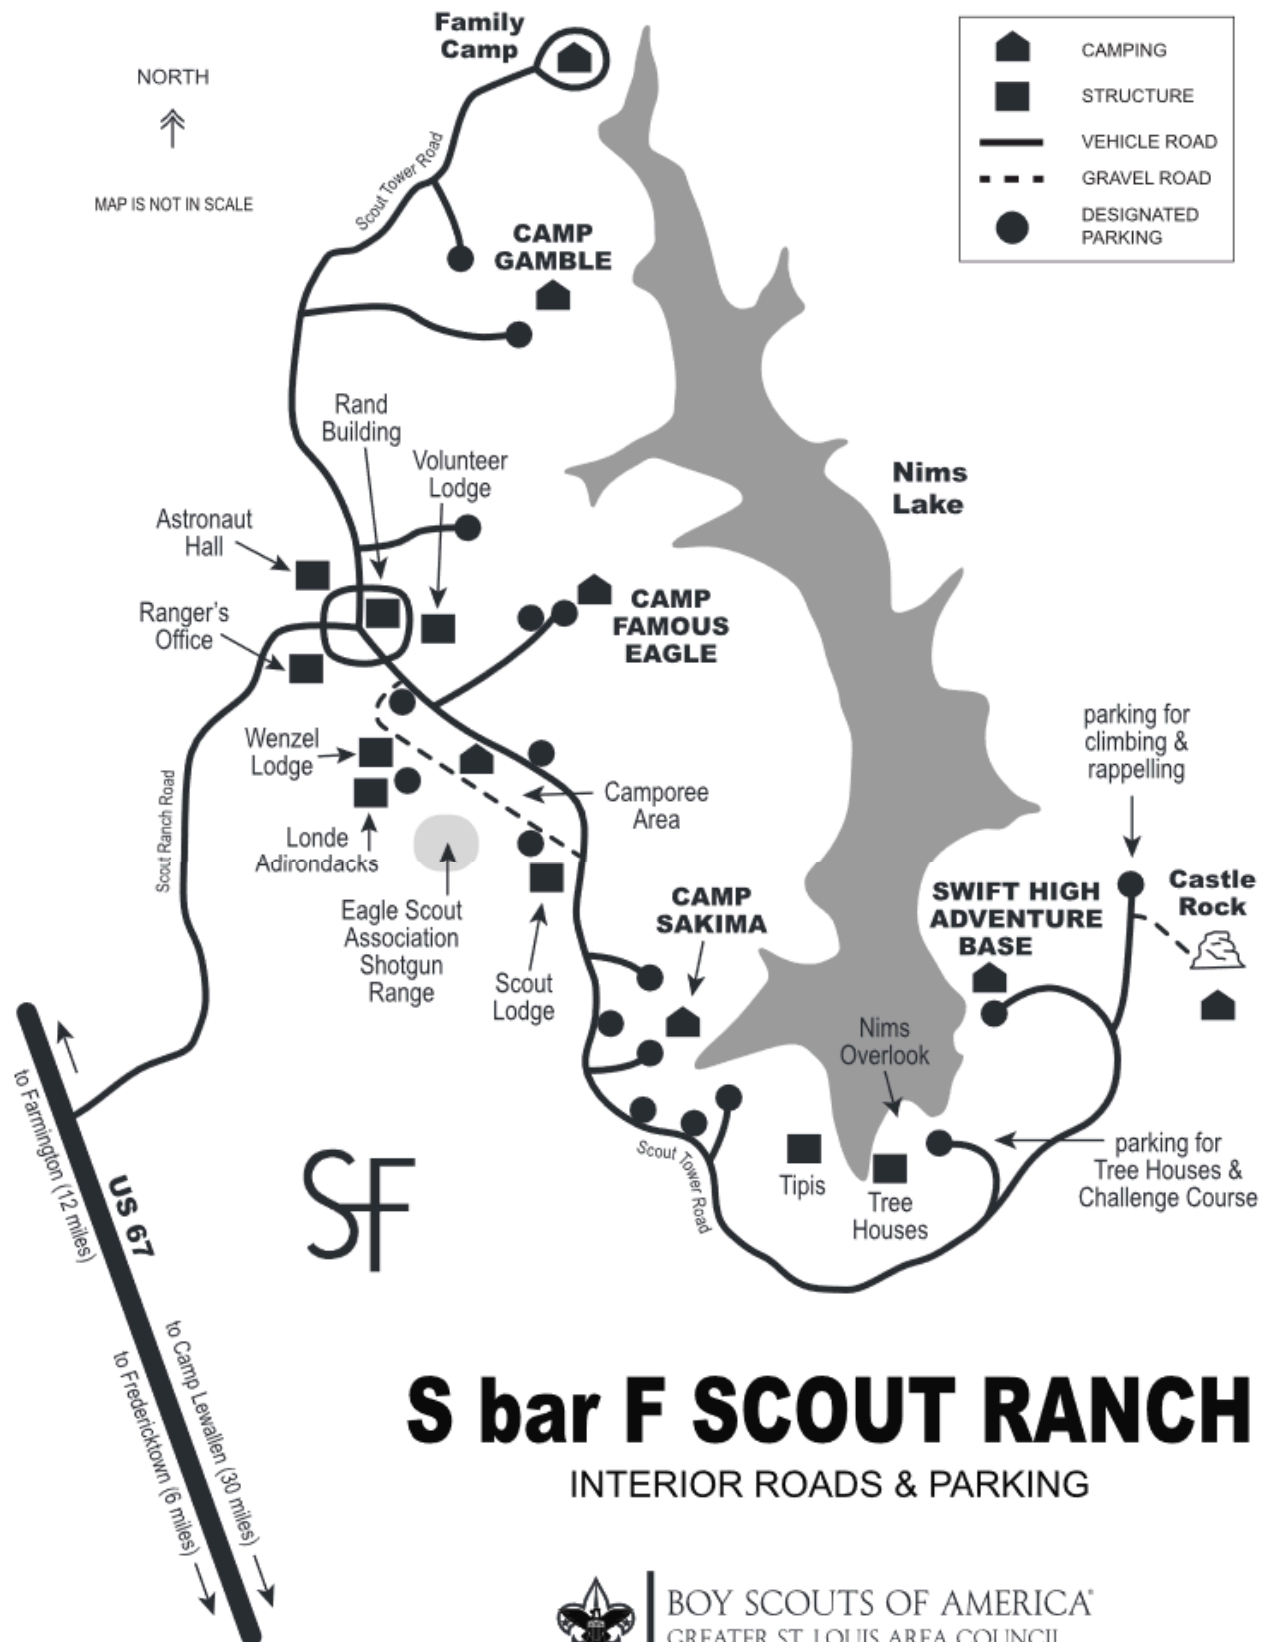 Family
Camp
NORTH
MAP IS NOT IN SCALE
CAMPING
STRUCTURE
VEHICLE ROAD
GRAVEL ROAD
DESIGNATED
PARKING
Scout Tower Road
CAMP
GAMBLE
Rand
Building
Volunteer
Lodge
Nims
Lake
Astronaut
Hall
Ranger's
Office
CAMP
FAMOUS
EAGLE
parking for
climbing &
rappelling
Wenzel
Lodge
Camporee
Area
Scout Ranch Road
Londe
Adirondacks
Eagle Scout
Association
Shotgun
Range
Scout
Lodge
CAMP
SAKIMA
SWIFT HIGH
ADVENTURE
BASE
Castle
Rock
Nims
Overlook
to Farmington (12 miles)
US 67
Scout Tower Road
Tipis
Tree
Houses
parking for
Tree Houses &
Challenge Course
SF
to Camp Lewallen (30 miles)
to Fredericktown (6 miles)
S bar F SCOUT RANCH
INTERIOR ROADS & PARKING
BOY SCOUTS OF AMERICA®
GREATER ST. LOUIS AREA COUNCIL